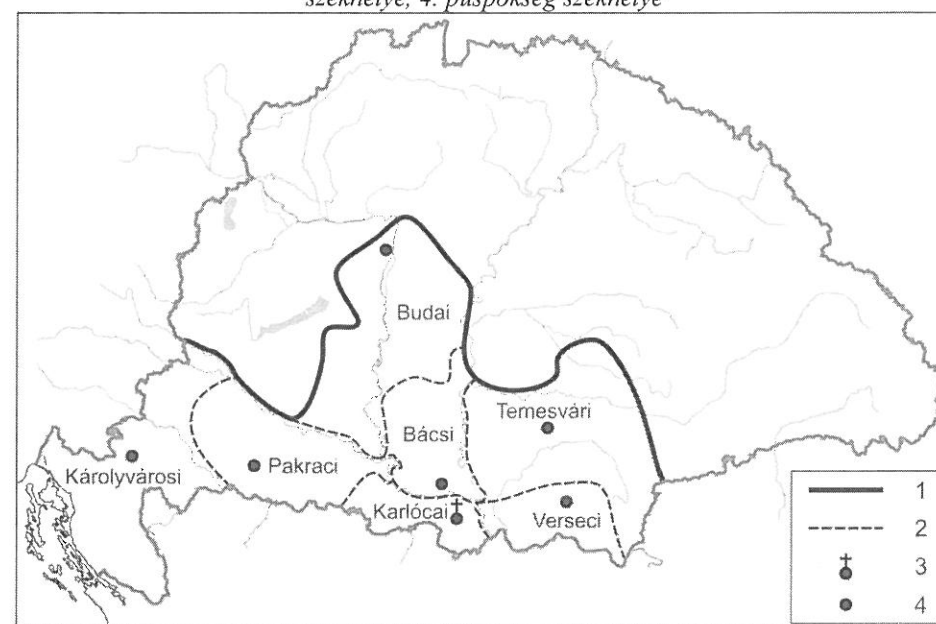 székhelye; 4. püspökség székhelye
Budai
Temesvári
Bácsi
Károlyvárosi
Pakraci
Karlócai
Verseci
1
2
3
4